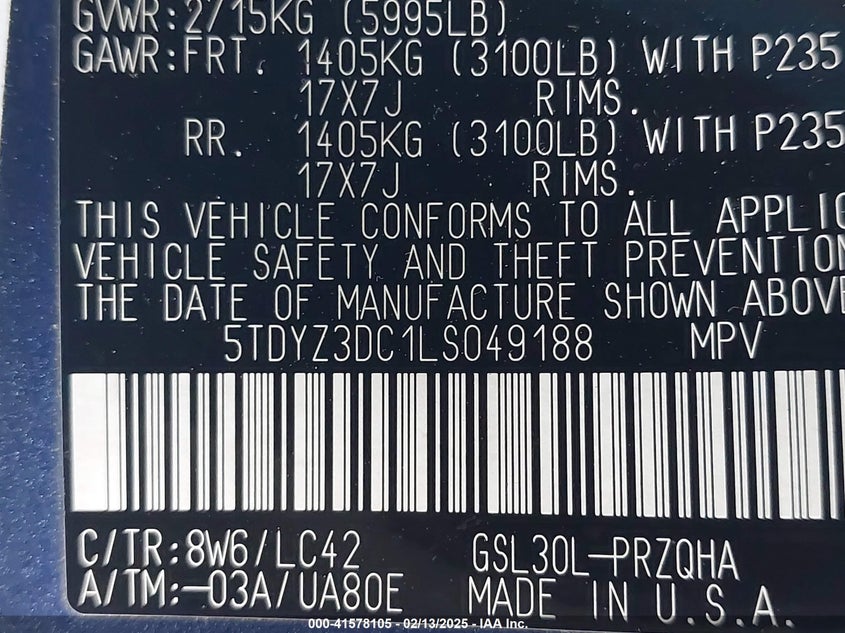 GVWR:2715KG (5995LB)
GAWR:FRT. 1405KG (3100LB) WITH P235
17X7J RIMS.
RR. 1405KG (3100LB) WITH P235
17X7J RIMS.
THIS VEHICLE CONFORMS TO ALL APPLIC
VEHICLE SAFETY AND THEFT PREVENTION
THE DATE OF MANUFACTURE SHOWN ABOVE
5TDYZ3DC1LS049188 MPV
C/TR:8W6/LC42 GSL30L-PRZQHA
A/TM:-03A/UA80E MADE IN U.S.A.
000-41578105 - 02/13/2025 - IAA Inc.